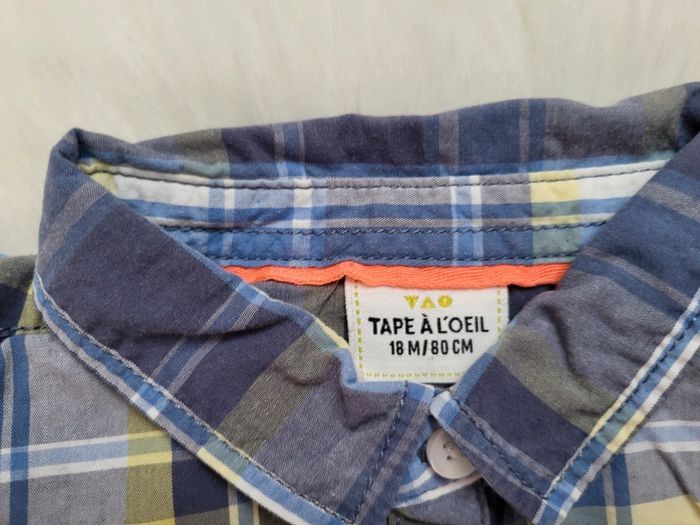 TAO
TAPE À L'OEIL
18 M/80 CM